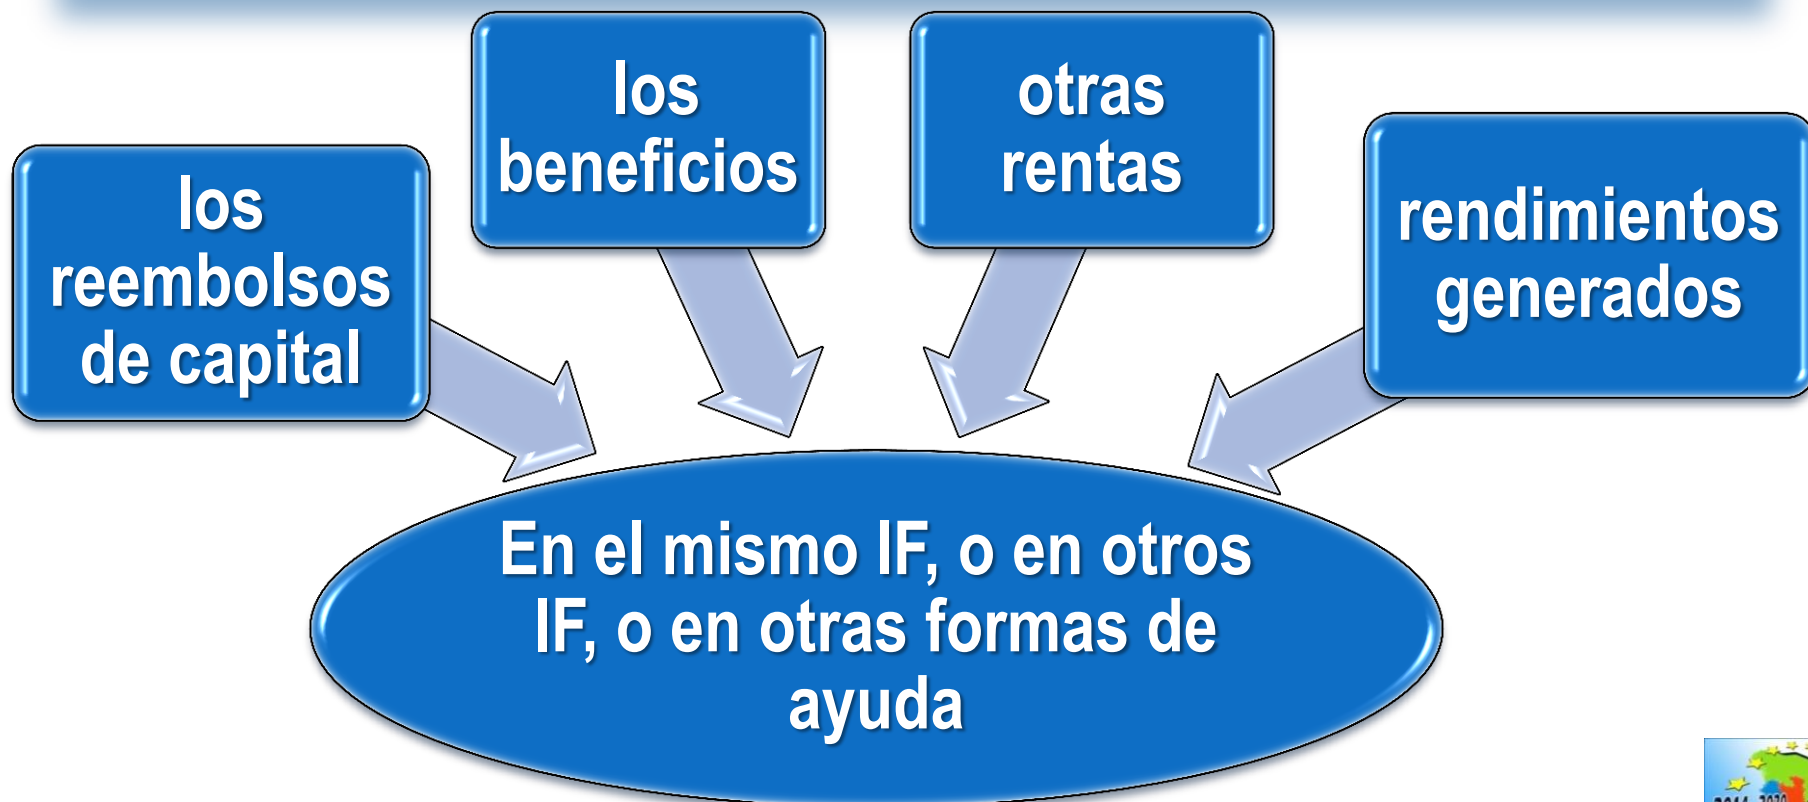 los
reembolsos
de capital
los
beneficios
otras
rentas
rendimientos
generados
En el mismo IF, o en otros
IF, o en otras formas de
ayuda